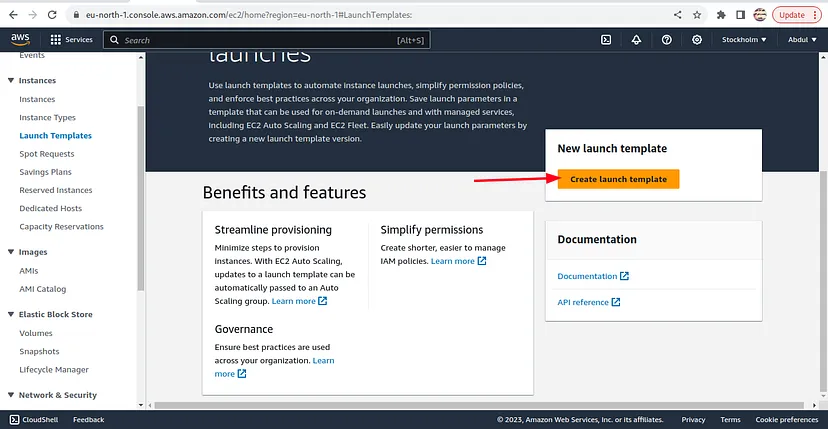 eu-north-1.console.aws.amazon.com/ec2/home?region=eu-north-1#LaunchTemplates:
Update
aws
Services
Search
[Alt+S]
Stockholm
Abdul
Events
Instances
Instances
Instance Types
Launch Templates
Spot Requests
Savings Plans
Reserved Instances
Dedicated Hosts
Capacity Reservations
Images
AMIs
AMI Catalog
Elastic Block Store
Volumes
Snapshots
Lifecycle Manager
Network & Security
launches
Use launch templates to automate instance launches, simplify permission policies,
and enforce best practices across your organization. Save launch parameters in a
template that can be used for on-demand launches and with managed services,
including EC2 Auto Scaling and EC2 Fleet. Easily update your launch parameters by
creating a new launch template version.
New launch template
Create launch template
Benefits and features
Streamline provisioning
Minimize steps to provision
instances. With EC2 Auto Scaling,
updates to a launch template can be
automatically passed to an Auto
Scaling group. Learn more
Simplify permissions
Create shorter, easier to manage
IAM policies. Learn more
Governance
Ensure best practices are used
across your organization. Learn
more
Documentation
Documentation
API reference
CloudShell
Feedback
© 2023, Amazon Web Services, Inc. or its affiliates.
Privacy
Terms
Cookie preferences